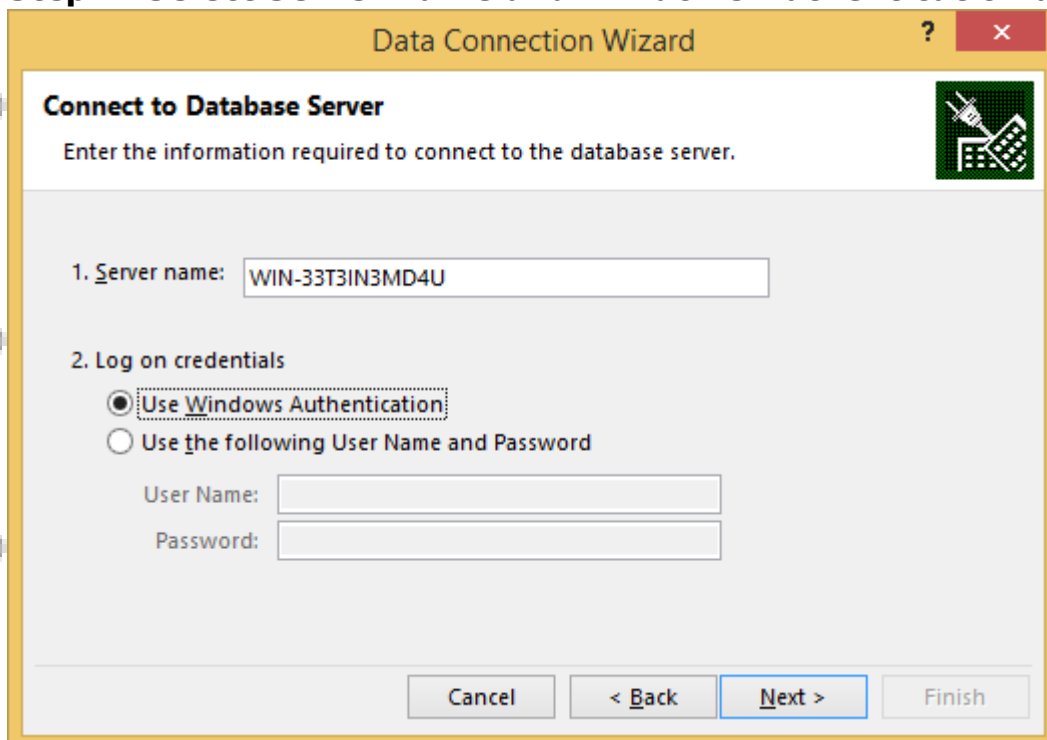 Data Connection Wizard
?
×
Connect to Database Server
Enter the information required to connect to the database server.
1. Server name: WIN-33T3IN3MD4U
2. Log on credentials
Use Windows Authentication
Use the following User Name and Password
User Name:
Password:
Cancel < Back Next > Finish